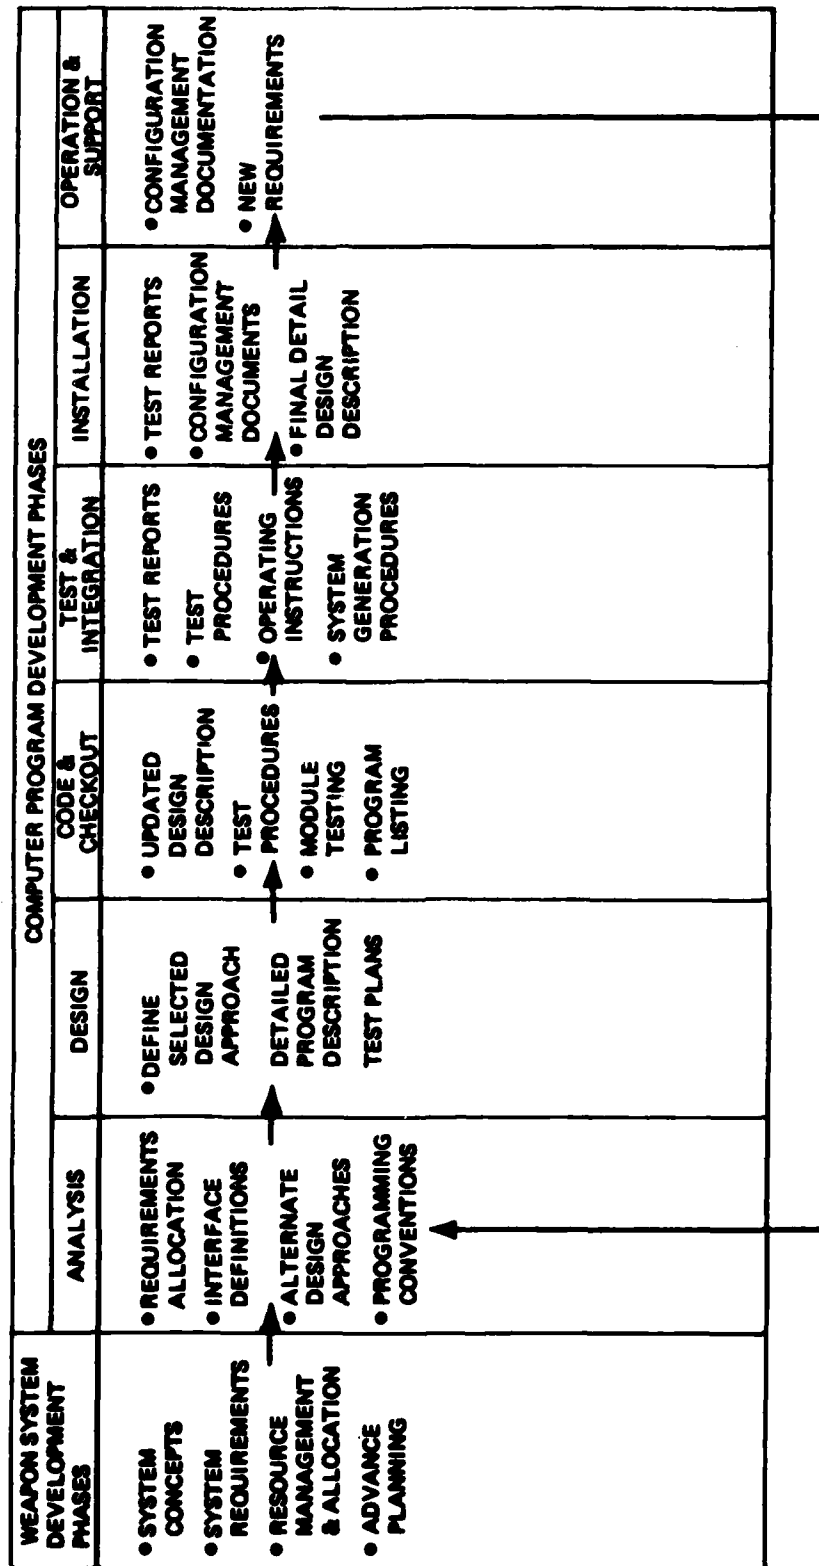 WEAPON SYSTEM
DEVELOPMENT
PHASES
COMPUTER PROGRAM DEVELOPMENT PHASES
ANALYSIS
DESIGN
CODE &
CHECKOUT
TEST &
INTEGRATION
INSTALLATION
OPERATION &
SUPPORT
• SYSTEM
CONCEPTS
• SYSTEM
REQUIREMENTS
• RESOURCE
MANAGEMENT
& ALLOCATION
• ADVANCE
PLANNING
• REQUIREMENTS
ALLOCATION
• INTERFACE
DEFINITIONS
• ALTERNATE
DESIGN
APPROACHES
• PROGRAMMING
CONVENTIONS
• DEFINE
SELECTED
DESIGN
APPROACH
DETAILED
PROGRAM
DESCRIPTION
TEST PLANS
• UPDATED
DESIGN
DESCRIPTION
• TEST
PROCEDURES
• MODULE
TESTING
• PROGRAM
LISTING
• TEST REPORTS
• TEST
PROCEDURES
• OPERATING
INSTRUCTIONS
• SYSTEM
GENERATION
PROCEDURES
• TEST REPORTS
• CONFIGURATION
MANAGEMENT
DOCUMENTS
• FINAL DETAIL
DESIGN
DESCRIPTION
• CONFIGURATION
MANAGEMENT
DOCUMENTATION
• NEW
REQUIREMENTS